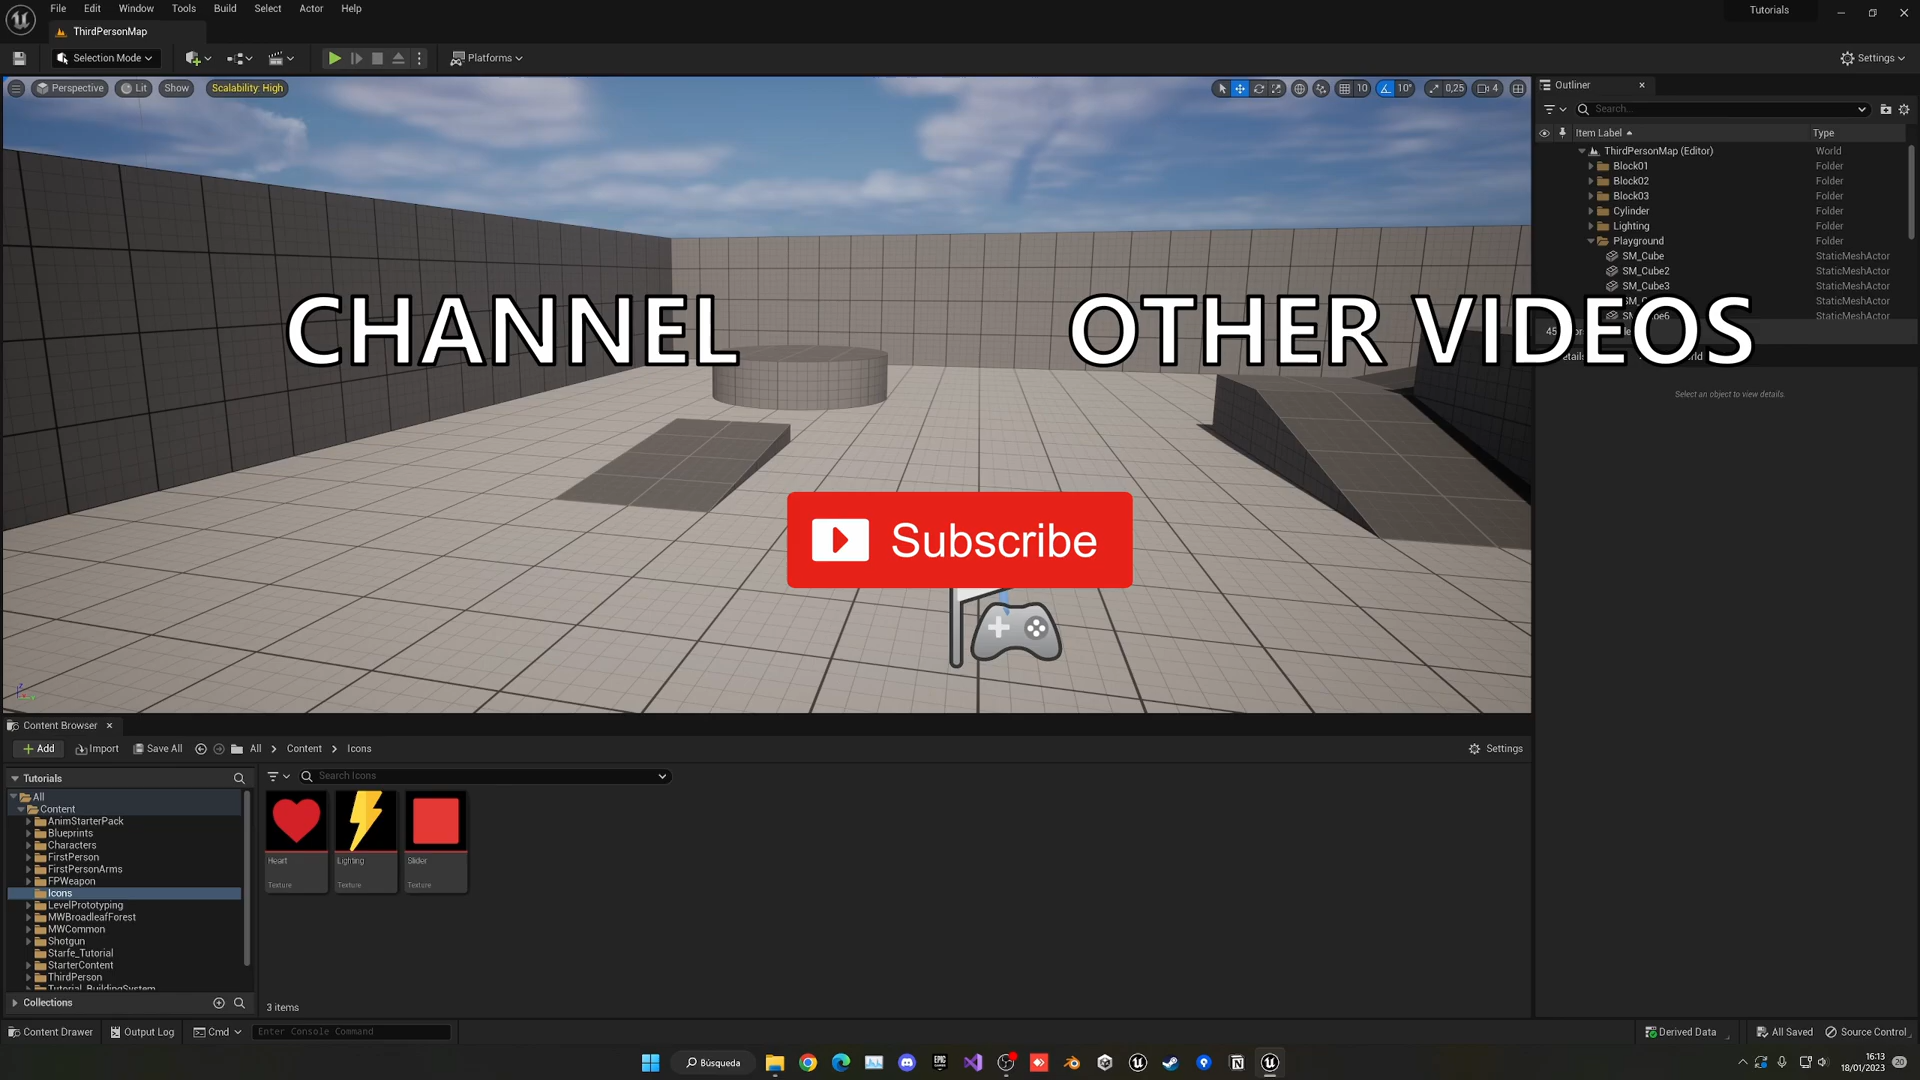 File Edit Window Tools Build Select Actor Help
Tutorials
ThirdPersonMap
Selection Mode
Platforms
Settings
Perspective Lit Show Scalability: High
10 10° 0,25 4
Outliner
Search...
Item Label Type
ThirdPersonMap (Editor) World
Block01 Folder
Block02 Folder
Block03 Folder
Cylinder Folder
Lighting Folder
Playground Folder
SM_Cube StaticMeshActor
SM_Cube2 StaticMeshActor
SM_Cube3 StaticMeshActor
StaticMeshActor
StaticMeshActor
CHANNEL
OTHER VIDEOS
Select an object to view details.
Subscribe
Content Browser
Add Import Save All All Content Icons Settings
Tutorials
Search Icons
All
Content
AnimStarterPack
Blueprints
Characters
FirstPerson
FirstPersonArms
FPWeapon
Icons
LevelPrototyping
MWBroadleafForest
MWCommon
Shotgun
Starfe_Tutorial
StarterContent
ThirdPerson
Tutorial_BuildingSystem
Heart
Texture
Lighting
Texture
Slider
Texture
Collections
3 items
Content Drawer Output Log Cmd Enter Console Command
Derived Data All Saved Source Control
Búsqueda
EPIC
16:13
18/01/2023
20